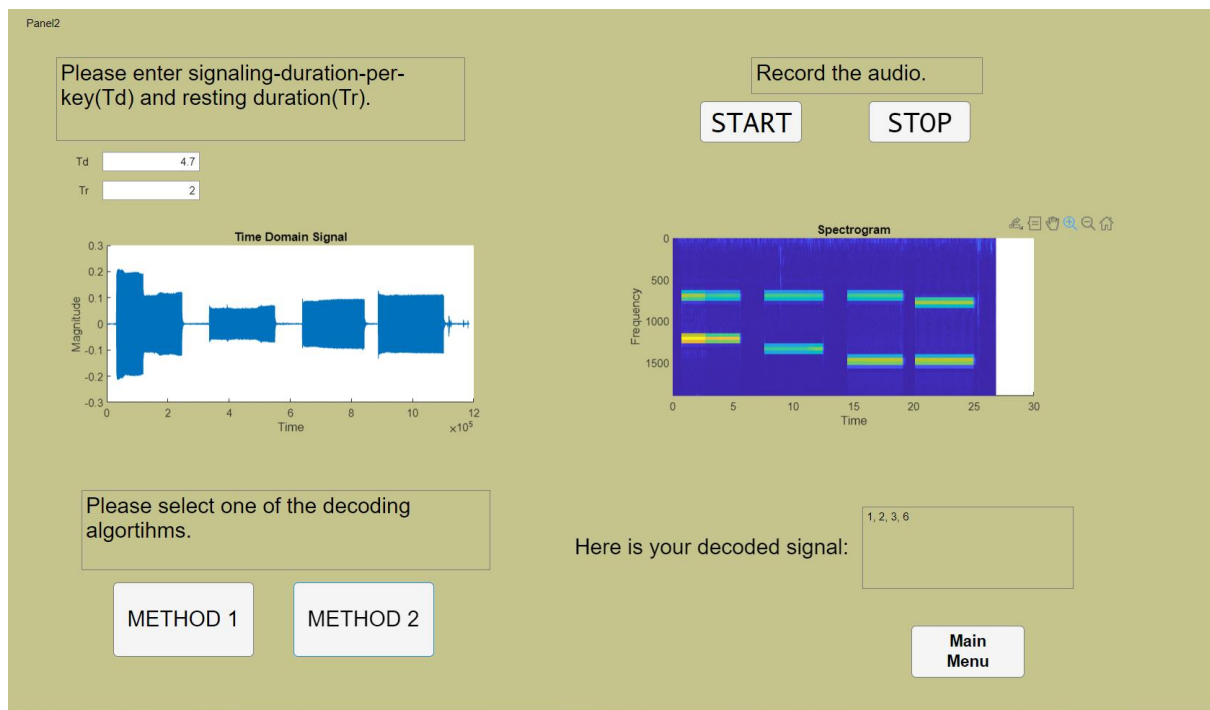 Panel2
Please enter signaling-duration-per-
key(Td) and resting duration(Tr).
Td 4.7
Tr 2
Record the audio.
START STOP
Time Domain Signal
Magnitude
0.3
0.2
0.1
0
-0.1
-0.2
-0.3
0 2 4 6 8 10 12
×10⁵
Time
Spectrogram
Frequency
0
500
1000
1500
0 5 10 15 20 25 30
Time
Please select one of the decoding
algortihms.
METHOD 1 METHOD 2
Here is your decoded signal:
1, 2, 3, 6
Main
Menu